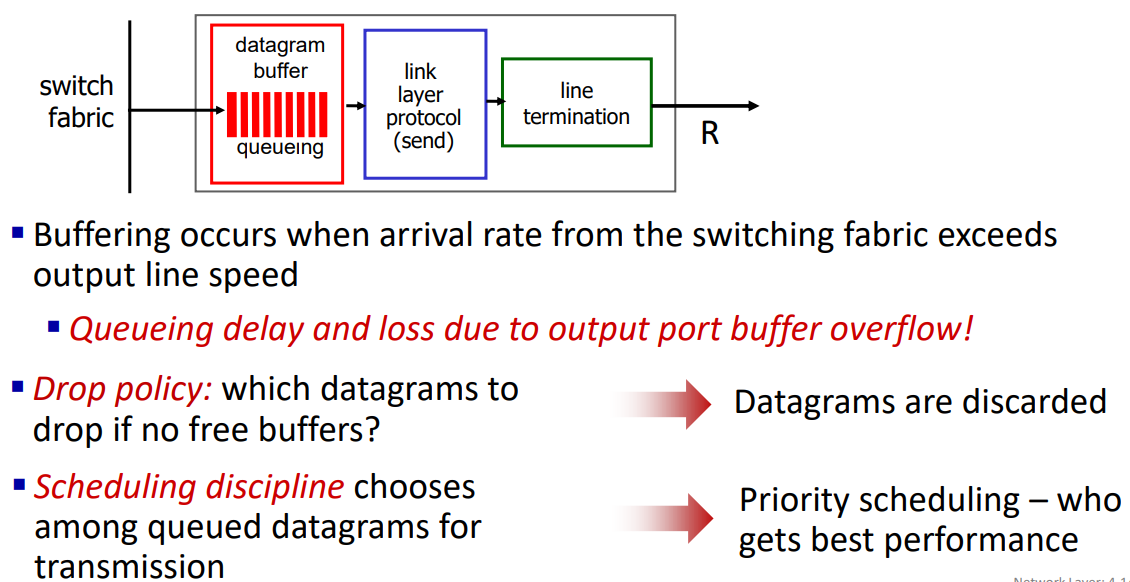 switch
fabric
datagram
buffer
queueing
link
layer
protocol
(send)
line
termination
R
Buffering occurs when arrival rate from the switching fabric exceeds
output line speed
Queueing delay and loss due to output port buffer overflow!
Drop policy: which datagrams to
drop if no free buffers?
Datagrams are discarded
Scheduling discipline chooses
among queued datagrams for
transmission
Priority scheduling – who
gets best performance
Network Layer: 4-1